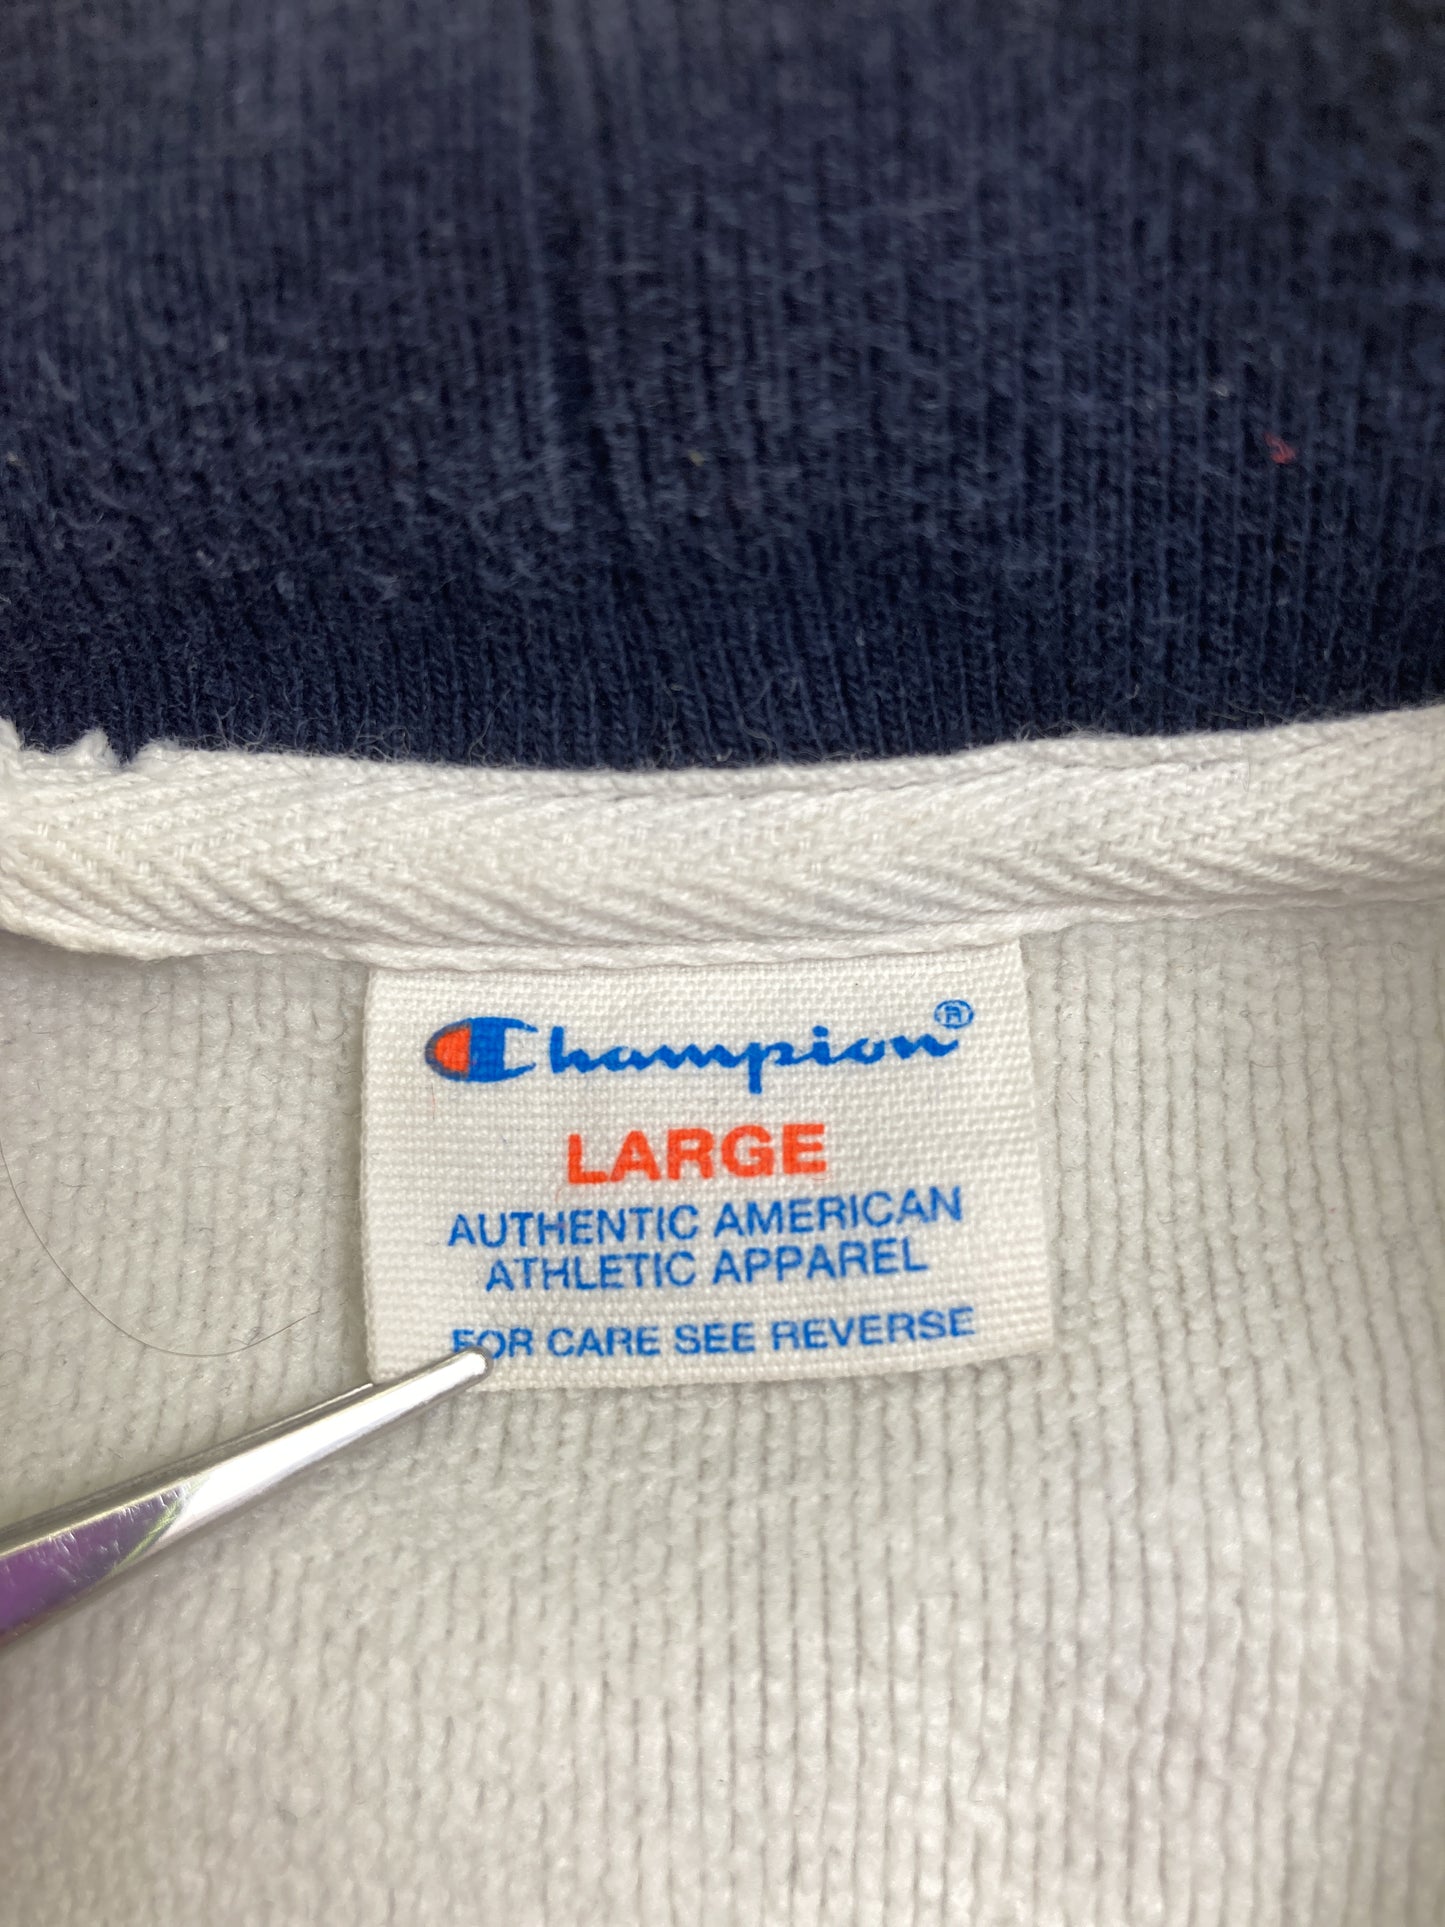 Champion®
LARGE
AUTHENTIC AMERICAN
ATHLETIC APPAREL
FOR CARE SEE REVERSE